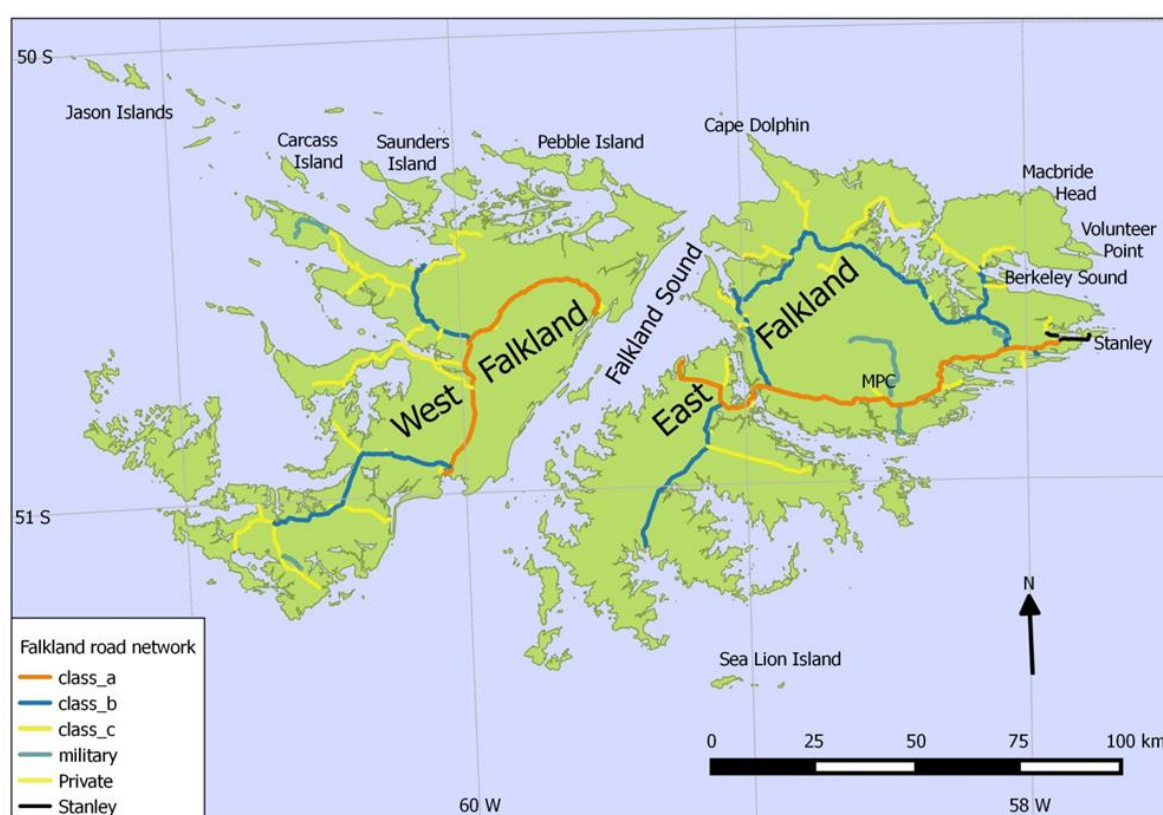 50 S
Jason Islands
Carcass
Island
Saunders
Island
Pebble Island
Cape Dolphin
Macbride
Head
Volunteer
Point
Berkeley Sound
Falkland Sound
West
Falkland
East
Falkland
Stanley
MPC
51 S
N
Sea Lion Island
Falkland road network
class_a
class_b
class_c
military
Private
Stanley
0 25 50 75 100 km
60 W
58 W